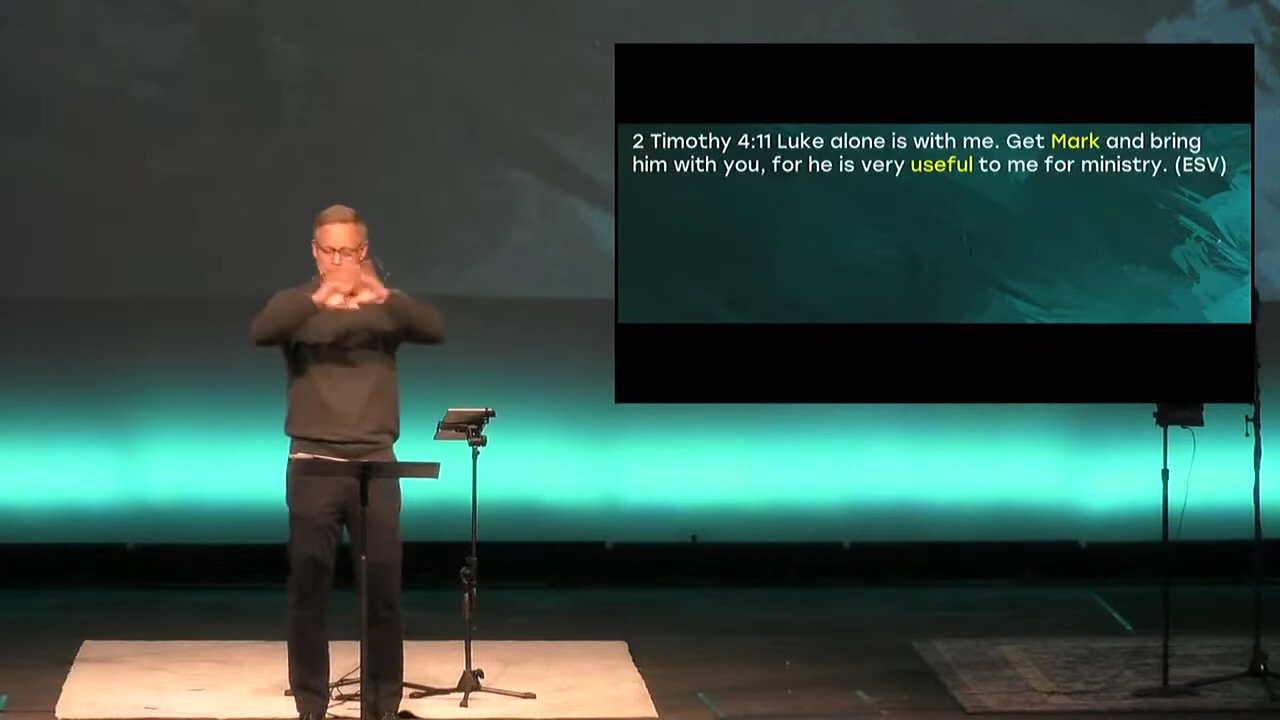 2 Timothy 4:11 Luke alone is with me. Get Mark and bring
him with you, for he is very useful to me for ministry. (ESV)